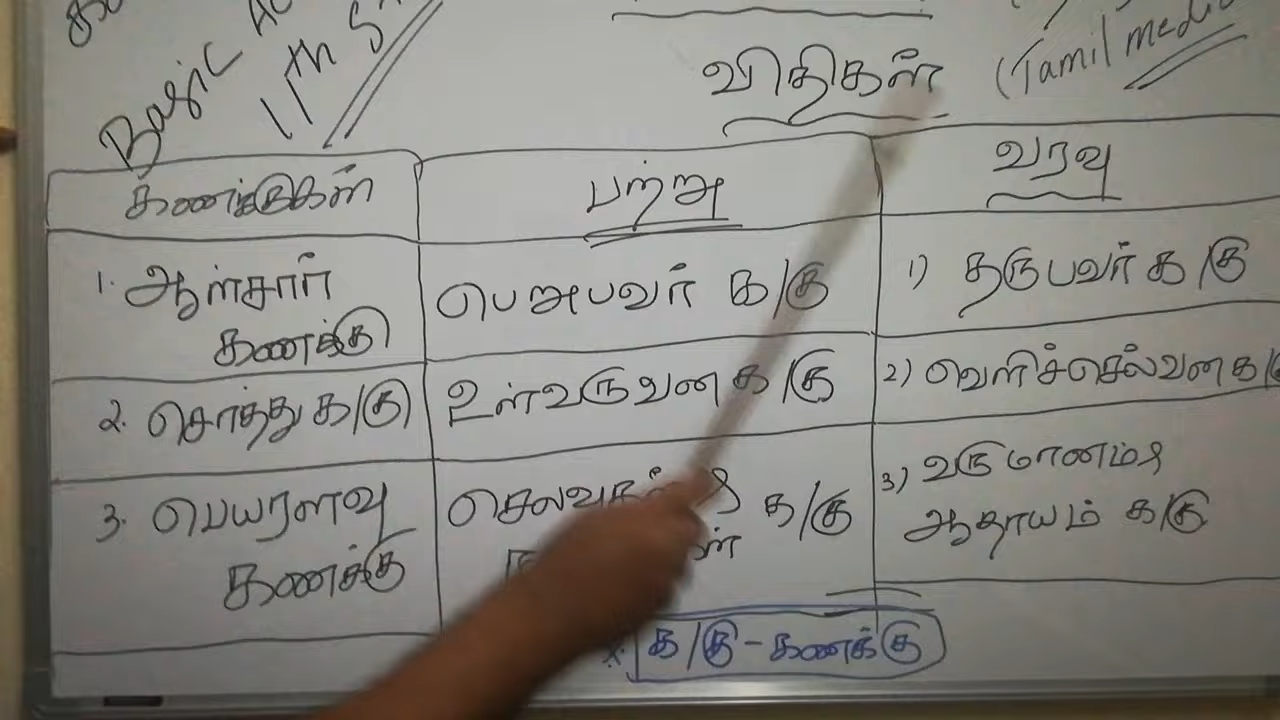 Basic
11th
விதிகள்
(Tamil
கணக்குகள் பற்று வரவு
1. ஆள்சார் கணக்கு பெறுபவர் க/கு 1) தருபவர் க/கு
2. சொத்து க/கு உள்வருவன க/கு 2) வெளிச்செல்வன
3. பெயரளவு கணக்கு க/கு 3) வருமானம் &
ஆதாயம் க/கு
க/கு - கணக்கு